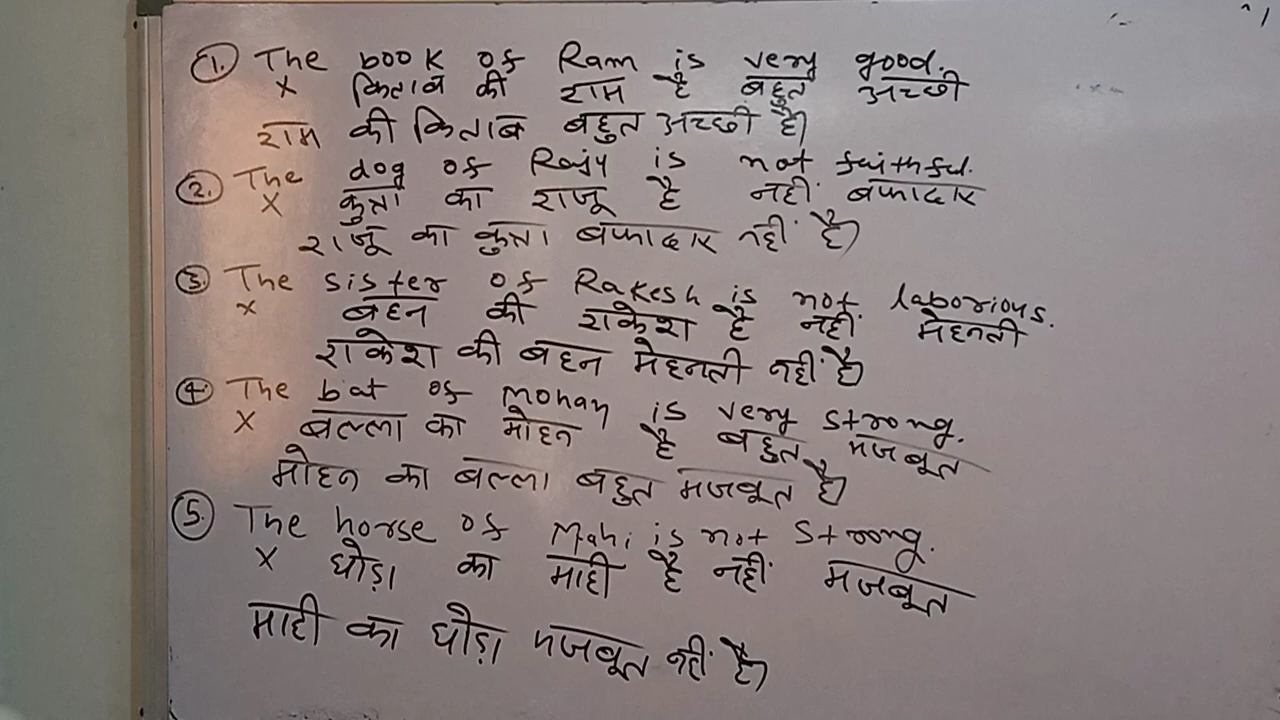 1. The book of Ram is very good.
x किताब की राम है बहुत अच्छी
राम की किताब बहुत अच्छी है।
2. The dog of Rajy is not faithful.
x कुत्ता का राजू है नहीं बफादार
राजू का कुत्ता बफादार नहीं है।
3. The sister of Rakesh is not laborious.
x बहन की राकेश है नहीं मेहनती
राकेश की बहन मेहनती नहीं है।
4. The bat of Mohan is very strong.
x बल्ला का मोहन है बहुत मजबूत
मोहन का बल्ला बहुत मजबूत है।
5. The horse of Mahi is not strong.
x घोड़ा का माही है नहीं मजबूत
माही का घोड़ा मजबूत नहीं है।